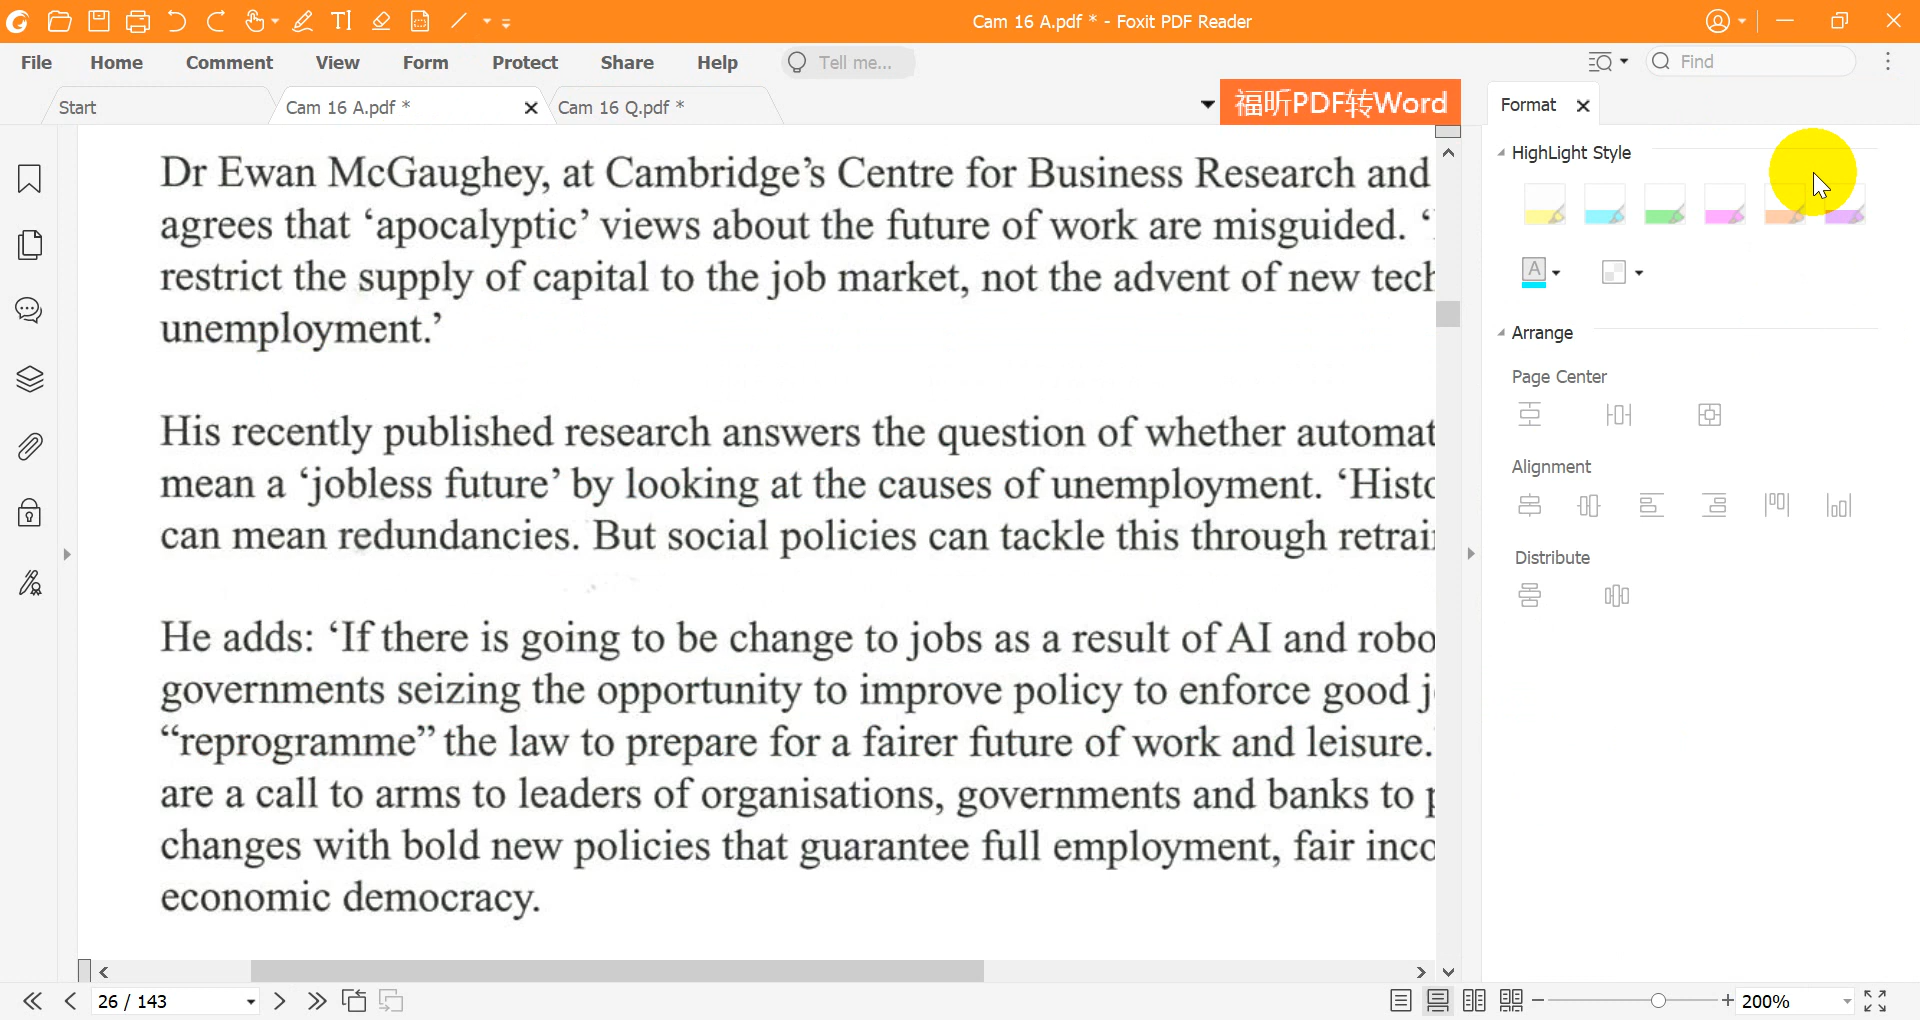 Cam 16 A.pdf * - Foxit PDF Reader
File Home Comment View Form Protect Share Help Tell me... Find
Start Cam 16 A.pdf * Cam 16 Q.pdf * 福昕PDF转Word Format
HighLight Style
A
Arrange
Page Center
Alignment
Distribute
Dr Ewan McGaughey, at Cambridge’s Centre for Business Research and
agrees that ‘apocalyptic’ views about the future of work are misguided. ‘
restrict the supply of capital to the job market, not the advent of new tech
unemployment.’
His recently published research answers the question of whether automat
mean a ‘jobless future’ by looking at the causes of unemployment. ‘Histo
can mean redundancies. But social policies can tackle this through retrai
He adds: ‘If there is going to be change to jobs as a result of AI and robo
governments seizing the opportunity to improve policy to enforce good j
“reprogramme” the law to prepare for a fairer future of work and leisure.
are a call to arms to leaders of organisations, governments and banks to p
changes with bold new policies that guarantee full employment, fair inco
economic democracy.
26 / 143 200%